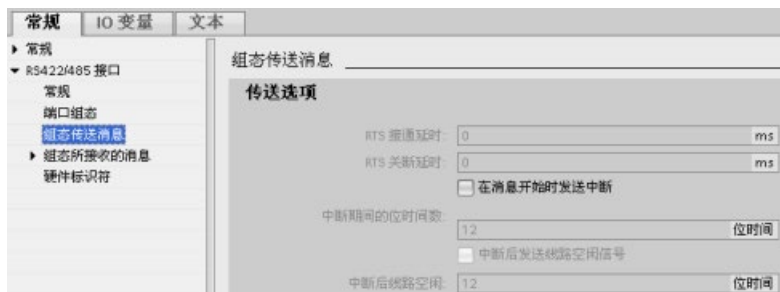 常规 IO 变量 文本
常规
RS422/485 接口
常规
端口组态
组态传送消息
组态所接收的消息
硬件标识符
组态传送消息
传送选项
RTS 接通延时: 0 ms
RTS 关断延时: 0 ms
在消息开始时发送中断
中断期间的位时间数:
12 位时间
中断后发送线路空闲信号
中断后线路空闲: 12 位时间